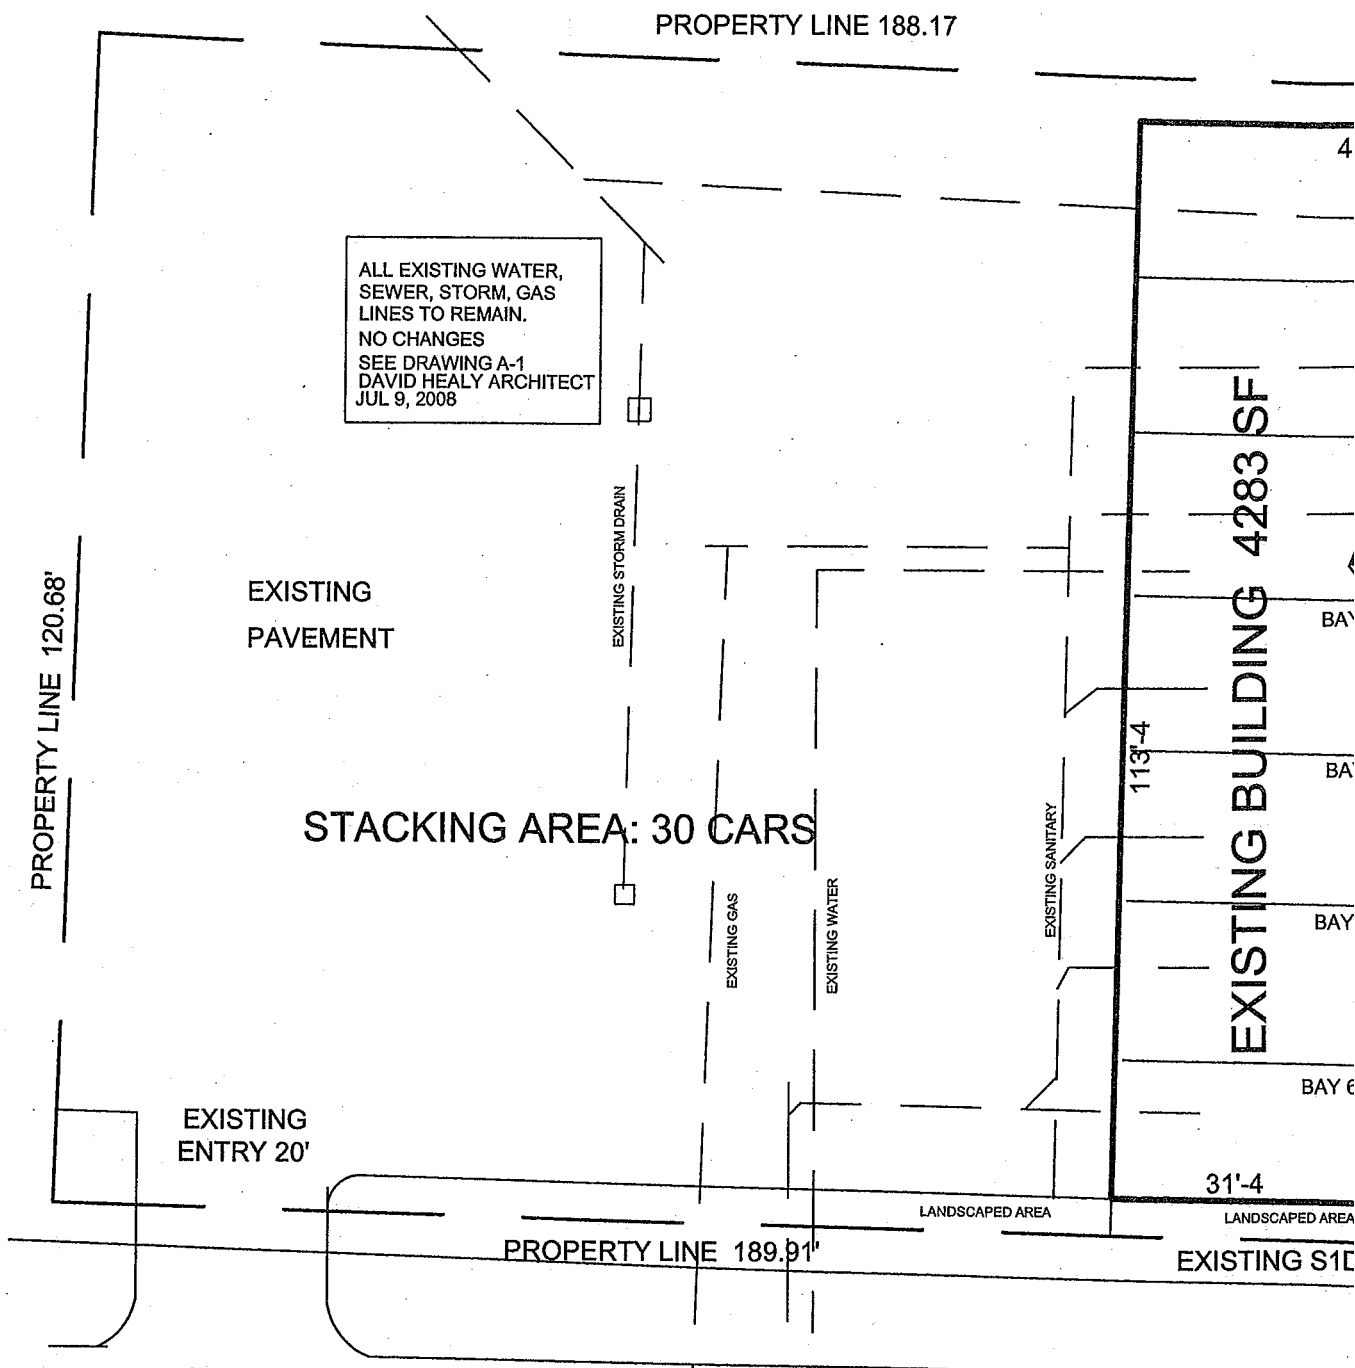 PROPERTY LINE 188.17
4
ALL EXISTING WATER,
SEWER, STORM, GAS
LINES TO REMAIN.
NO CHANGES
SEE DRAWING A-1
DAVID HEALY ARCHITECT
JUL 9, 2008
EXISTING STORM DRAIN
EXISTING BUILDING 4283 SF
EXISTING
PAVEMENT
PROPERTY LINE 120.68'
BAY
113'-4
BAY
STACKING AREA: 30 CARS
EXISTING GAS
EXISTING WATER
EXISTING SANITARY
BAY
BAY 6
EXISTING
ENTRY 20'
31'-4
LANDSCAPED AREA
LANDSCAPED AREA
PROPERTY LINE 189.91'
EXISTING S1D